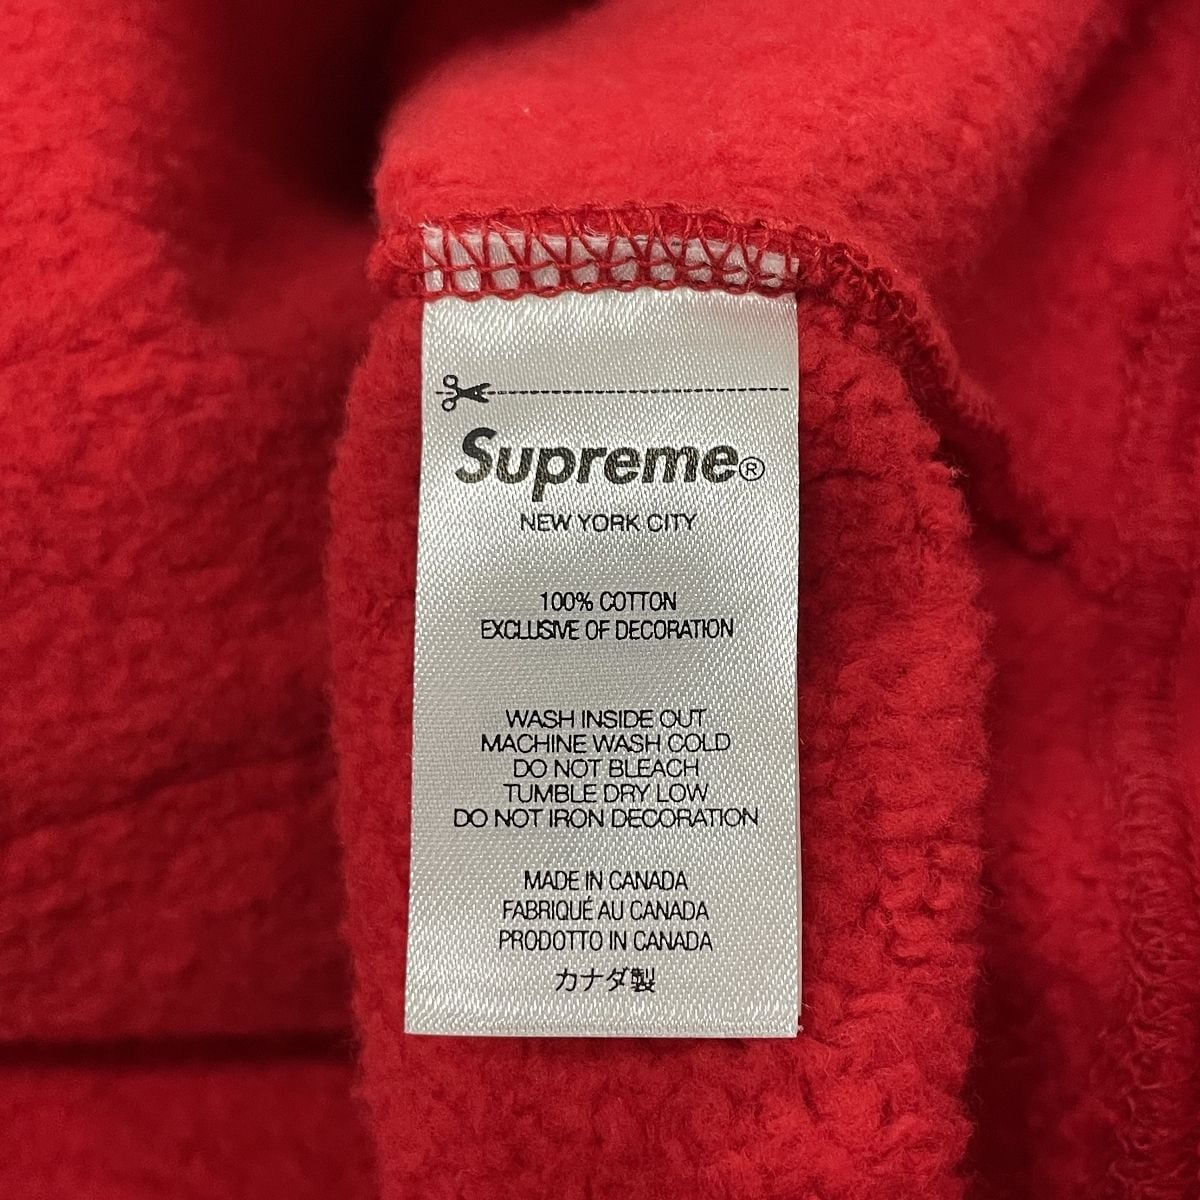 Supreme®
NEW YORK CITY
100% COTTON
EXCLUSIVE OF DECORATION
WASH INSIDE OUT
MACHINE WASH COLD
DO NOT BLEACH
TUMBLE DRY LOW
DO NOT IRON DECORATION
MADE IN CANADA
FABRIQUÉ AU CANADA
PRODOTTO IN CANADA
カナダ製